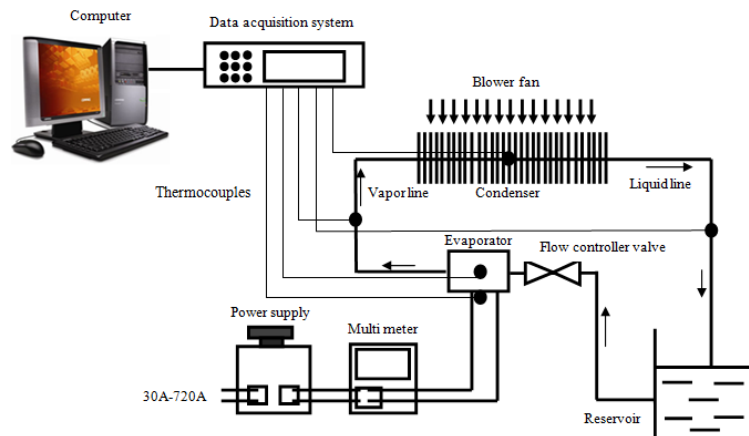 Computer
Data acquisition system
Blower fan
Thermocouples
Vapor line
Condenser
Liquid line
Evaporator
Flow controller valve
Power supply
Multi meter
30A-720A
Reservoir